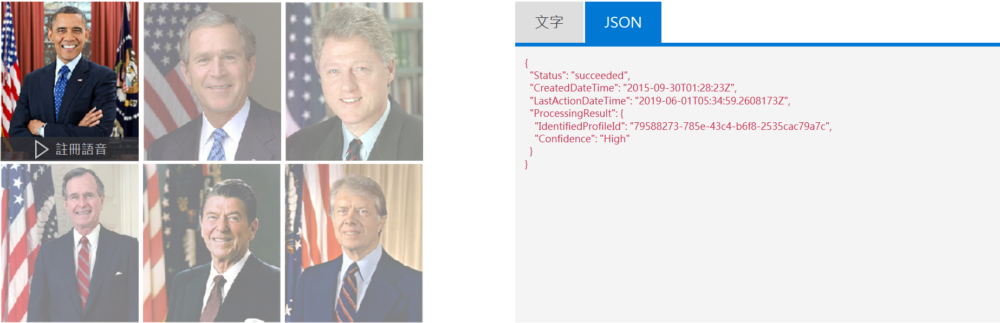 註冊語音
文字
JSON
{
"Status": "succeeded",
"CreatedDateTime": "2015-09-30T01:28:23Z",
"LastActionDateTime": "2019-06-01T05:34:59.2608173Z",
"ProcessingResult": {
"IdentifiedProfileId": "79588273-785e-43c4-b6f8-2535cac79a7c",
"Confidence": "High"
}
}